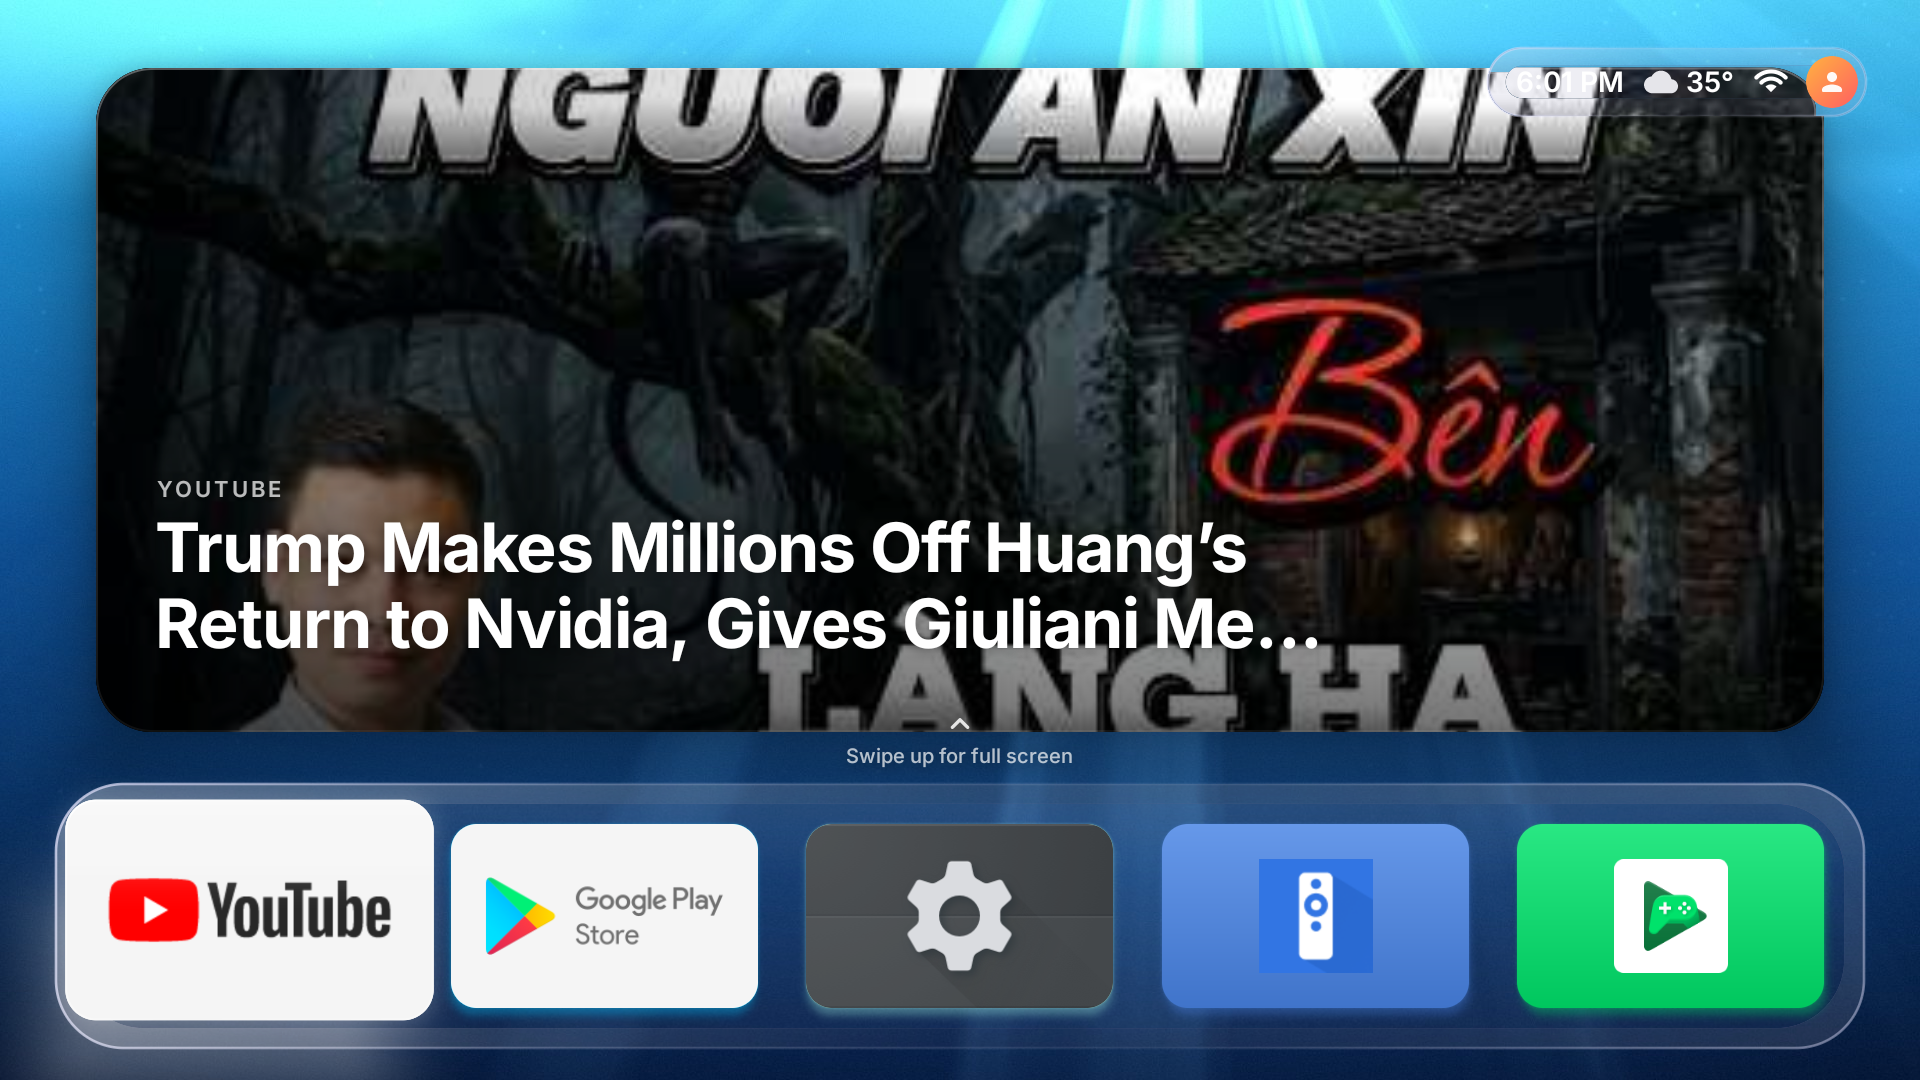 NGUOI AN XIN
6:01 PM 35°
Bên
YOUTUBE
Trump Makes Millions Off Huang’s
Return to Nvidia, Gives Giuliani Me…
LANG HA
Swipe up for full screen
YouTube
Google Play
Store